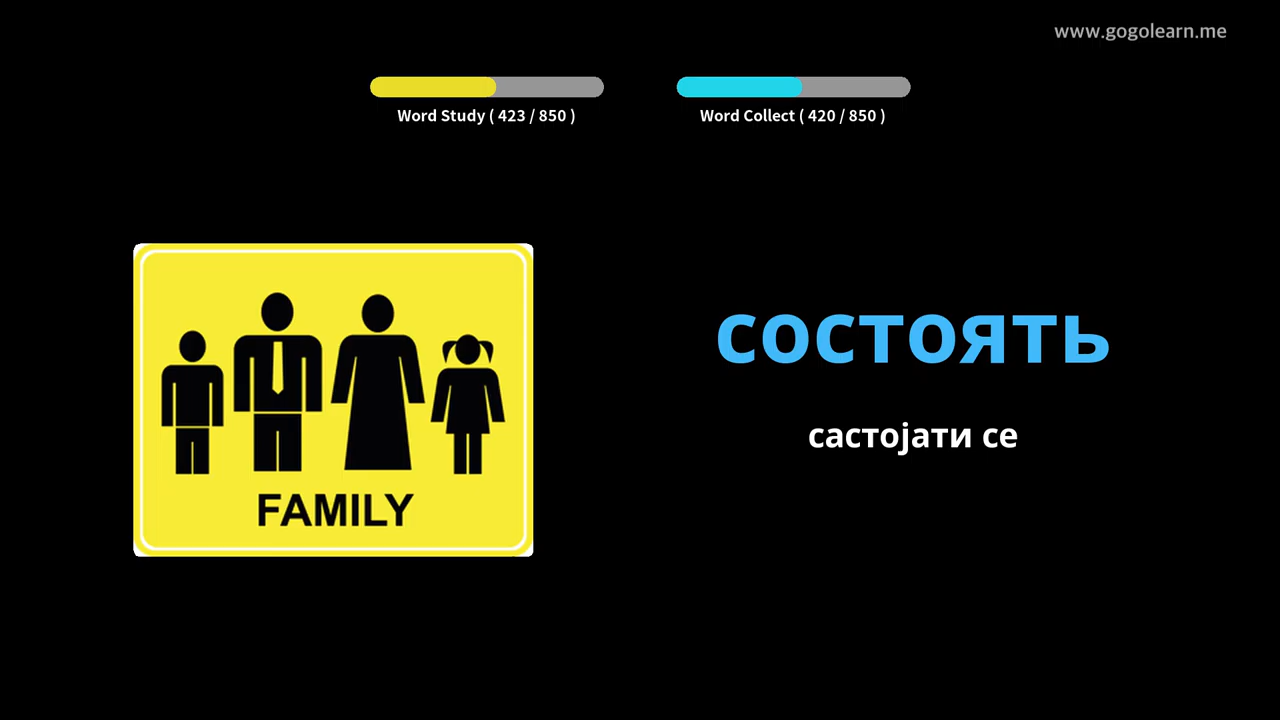 www.gogolearn.me
Word Study ( 423 / 850 )
Word Collect ( 420 / 850 )
состоять
састојати се
FAMILY